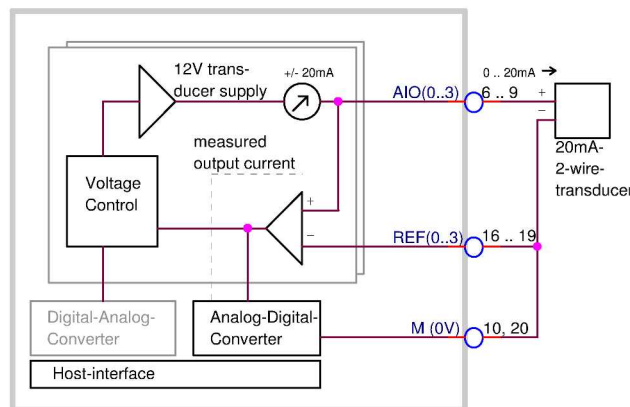 12V trans-
ducer supply
+/- 20mA
0 .. 20mA
AIO(0..3)
6 .. 9
+
−
20mA-
2-wire-
transducer
measured
output current
Voltage
Control
+
−
REF(0..3)
16 .. 19
Digital-Analog-
Converter
Analog-Digital-
Converter
M (0V)
10, 20
Host-interface